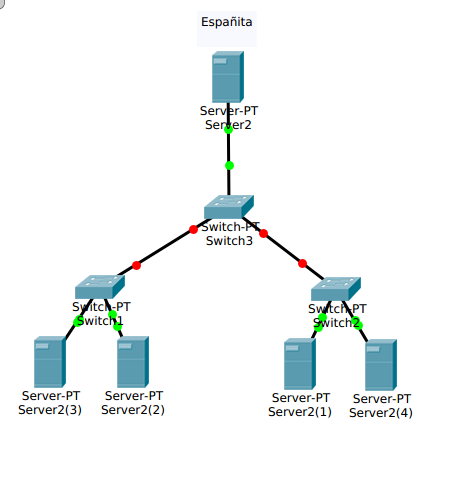 Españita
Server-PT
Server2
Switch-PT
Switch3
Switch-PT
Switch1
Switch-PT
Switch2
Server-PT
Server2(3)
Server-PT
Server2(2)
Server-PT
Server2(1)
Server-PT
Server2(4)